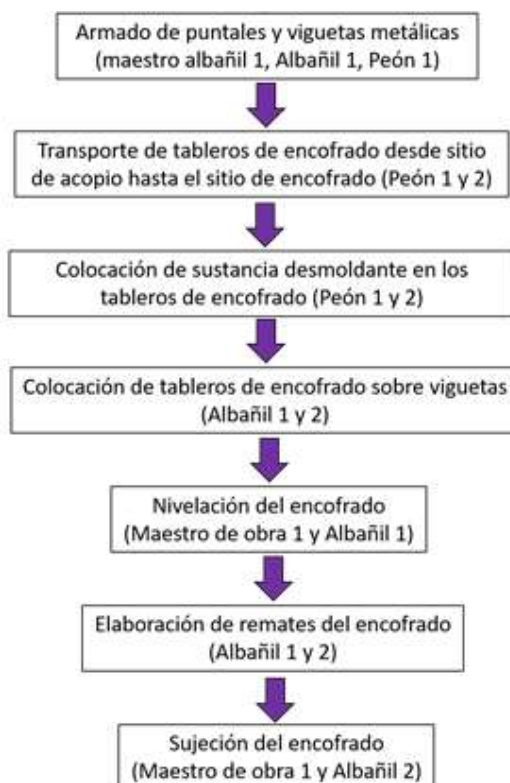 Armado de puntales y viguetas metálicas
(maestro albañil 1, Albañil 1, Peón 1)
Transporte de tableros de encofrado desde sitio
de acopio hasta el sitio de encofrado (Peón 1 y 2)
Colocación de sustancia desmoldante en los
tableros de encofrado (Peón 1 y 2)
Colocación de tableros de encofrado sobre viguetas
(Albañil 1 y 2)
Nivelación del encofrado
(Maestro de obra 1 y Albañil 1)
Elaboración de remates del encofrado
(Albañil 1 y 2)
Sujeción del encofrado
(Maestro de obra 1 y Albañil 2)